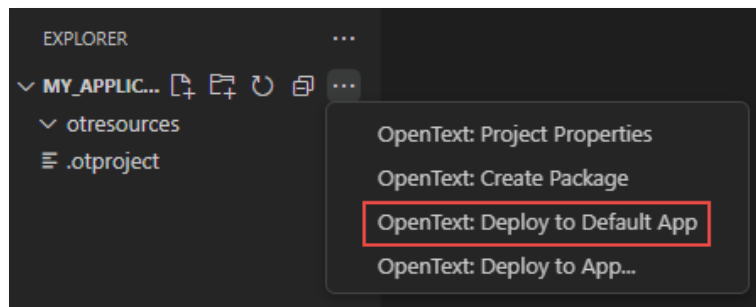 EXPLORER ...
MY_APPLIC... ...
otresources
.otproject
OpenText: Project Properties
OpenText: Create Package
OpenText: Deploy to Default App
OpenText: Deploy to App...